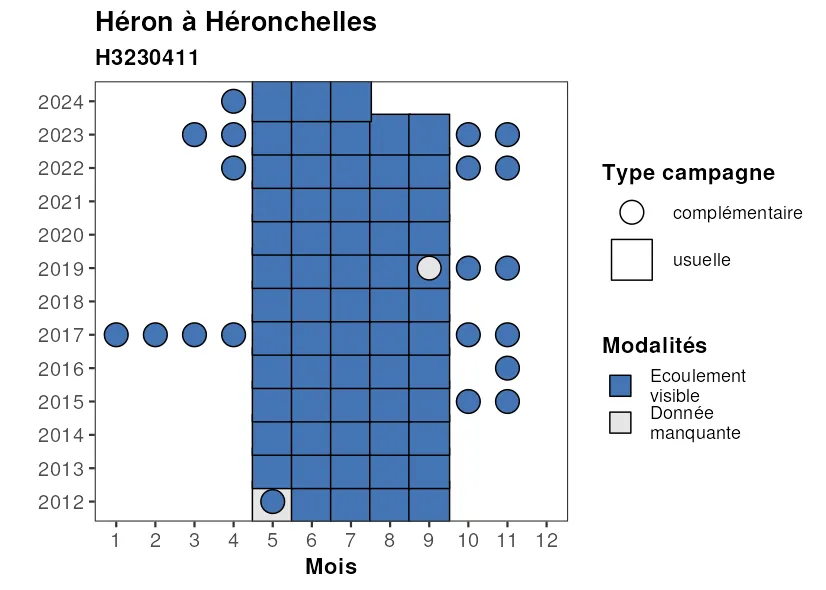 Héron à Héronchelles
H3230411
2024
2023
2022
2021
2020
2019
2018
2017
2016
2015
2014
2013
2012
1 2 3 4 5 6 7 8 9 10 11 12
Mois
Type campagne
complémentaire
usuelle
Modalités
Ecoulement
visible
Donnée
manquante